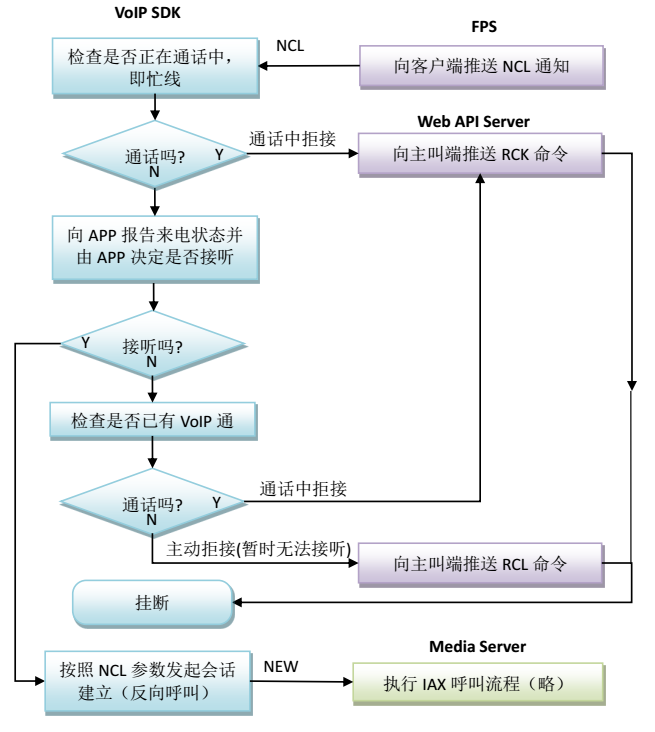 VoIP SDK
FPS
检查是否正在通话中，
即忙线
NCL
向客户端推送 NCL 通知
Web API Server
通话吗?
Y
N
通话中拒接
向主叫端推送 RCK 命令
向 APP 报告来电状态并
由 APP 决定是否接听
Y
接听吗?
N
检查是否已有 VoIP 通
通话吗?
Y
N
通话中拒接
主动拒接(暂时无法接听)
向主叫端推送 RCL 命令
挂断
Media Server
按照 NCL 参数发起会话
建立（反向呼叫）
NEW
执行 IAX 呼叫流程（略）